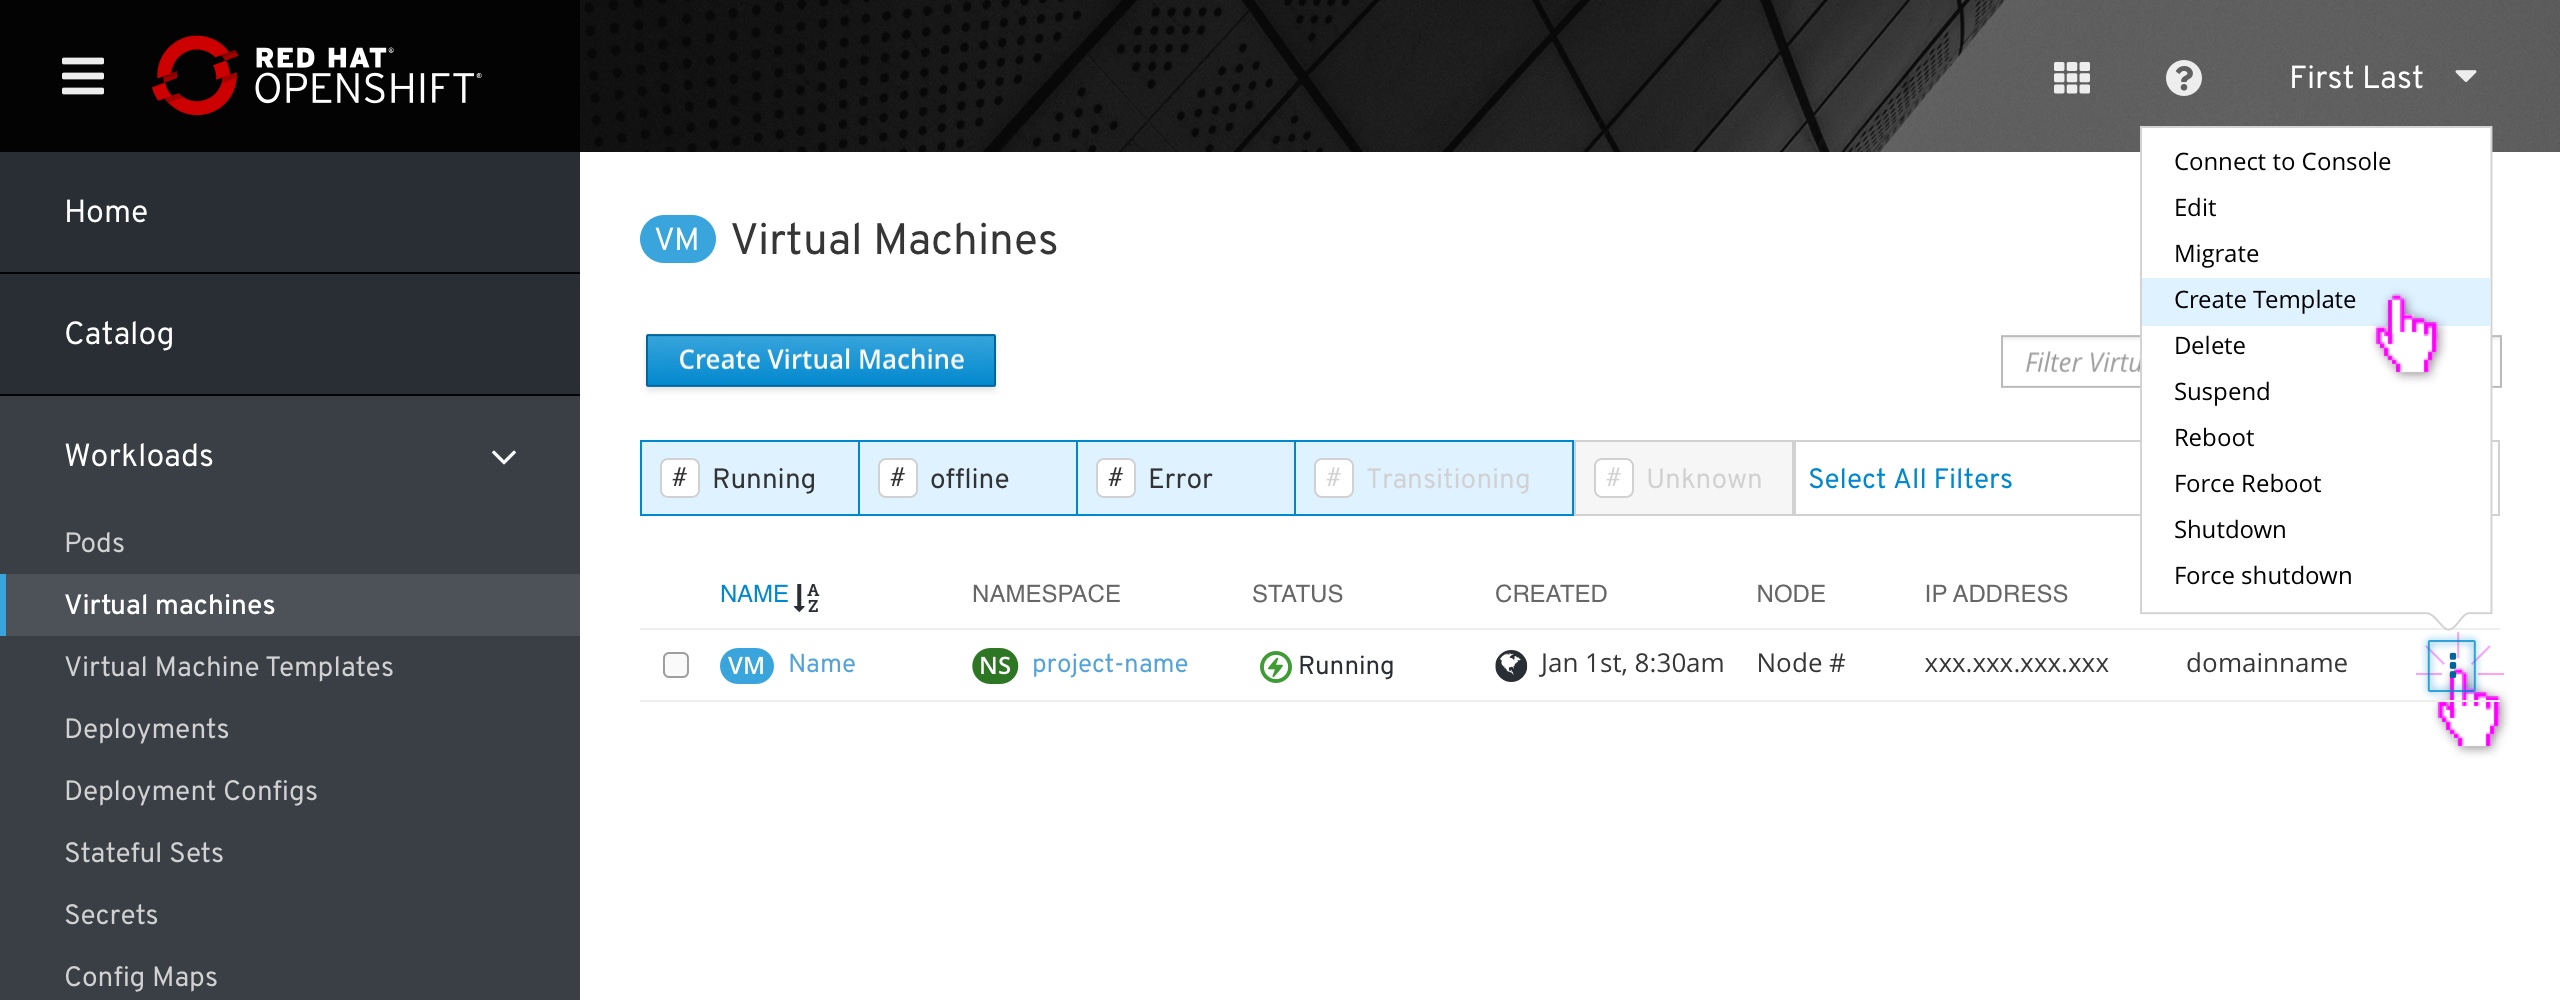 RED HAT®
OPENSHIFT®
First Last
Home
Catalog
Workloads
Pods
Virtual machines
Virtual Machine Templates
Deployments
Deployment Configs
Stateful Sets
Secrets
Config Maps
VM Virtual Machines
Create Virtual Machine
Filter Virtu
# Running # offline # Error # Transitioning # Unknown Select All Filters
NAME NAMESPACE STATUS CREATED NODE IP ADDRESS
VM Name NS project-name Running Jan 1st, 8:30am Node # xxx.xxx.xxx.xxx domainname
Connect to Console
Edit
Migrate
Create Template
Delete
Suspend
Reboot
Force Reboot
Shutdown
Force shutdown